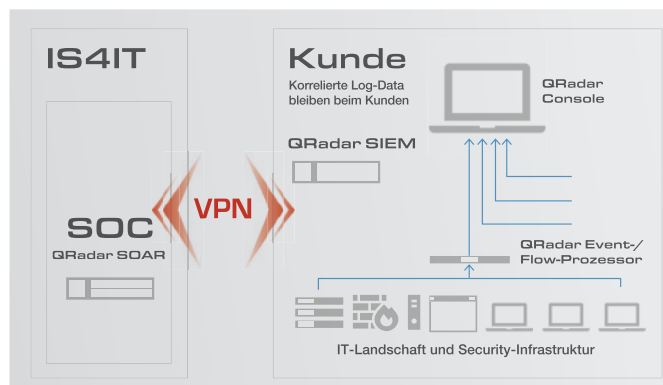 IS4IT
SOC
QRadar SOAR
VPN
Kunde
Korrelierte Log-Data
bleiben beim Kunden
QRadar SIEM
QRadar
Console
QRadar Event-/
Flow-Prozessor
IT-Landschaft und Security-Infrastruktur